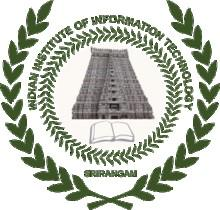 INDIAN INSTITUTE OF INFORMATION TECHNOLOGY
SRIRANGAM